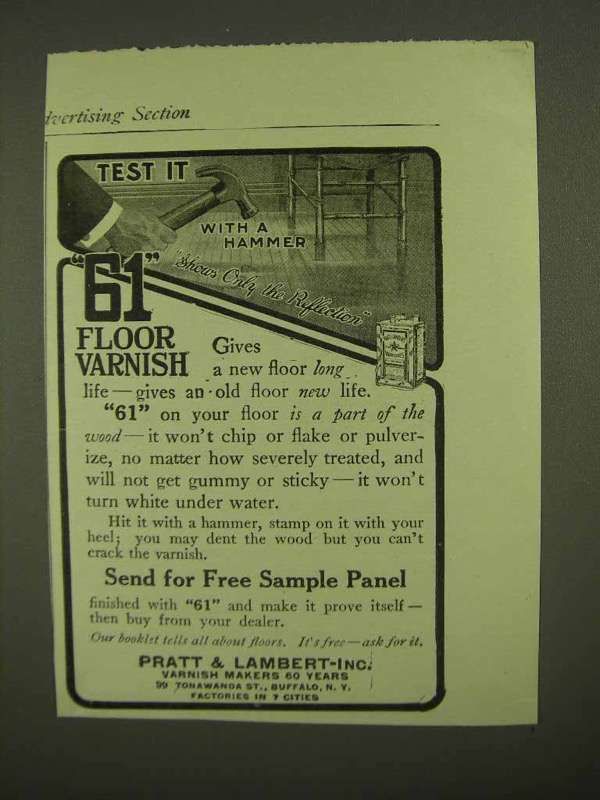 dvertising Section
TEST IT
WITH A
HAMMER
"Shows Only the Reflection"
"61"
FLOOR
VARNISH
Gives
a new floor long
life—gives an old floor new life.
"61" on your floor is a part of the
wood—it won't chip or flake or pulver-
ize, no matter how severely treated, and
will not get gummy or sticky—it won't
turn white under water.
Hit it with a hammer, stamp on it with your
heel; you may dent the wood but you can't
crack the varnish.
Send for Free Sample Panel
finished with "61" and make it prove itself—
then buy from your dealer.
Our booklet tells all about floors. It's free—ask for it.
PRATT & LAMBERT-INC.
VARNISH MAKERS 60 YEARS
99 TONAWANDA ST., BUFFALO, N. Y.
FACTORIES IN 7 CITIES